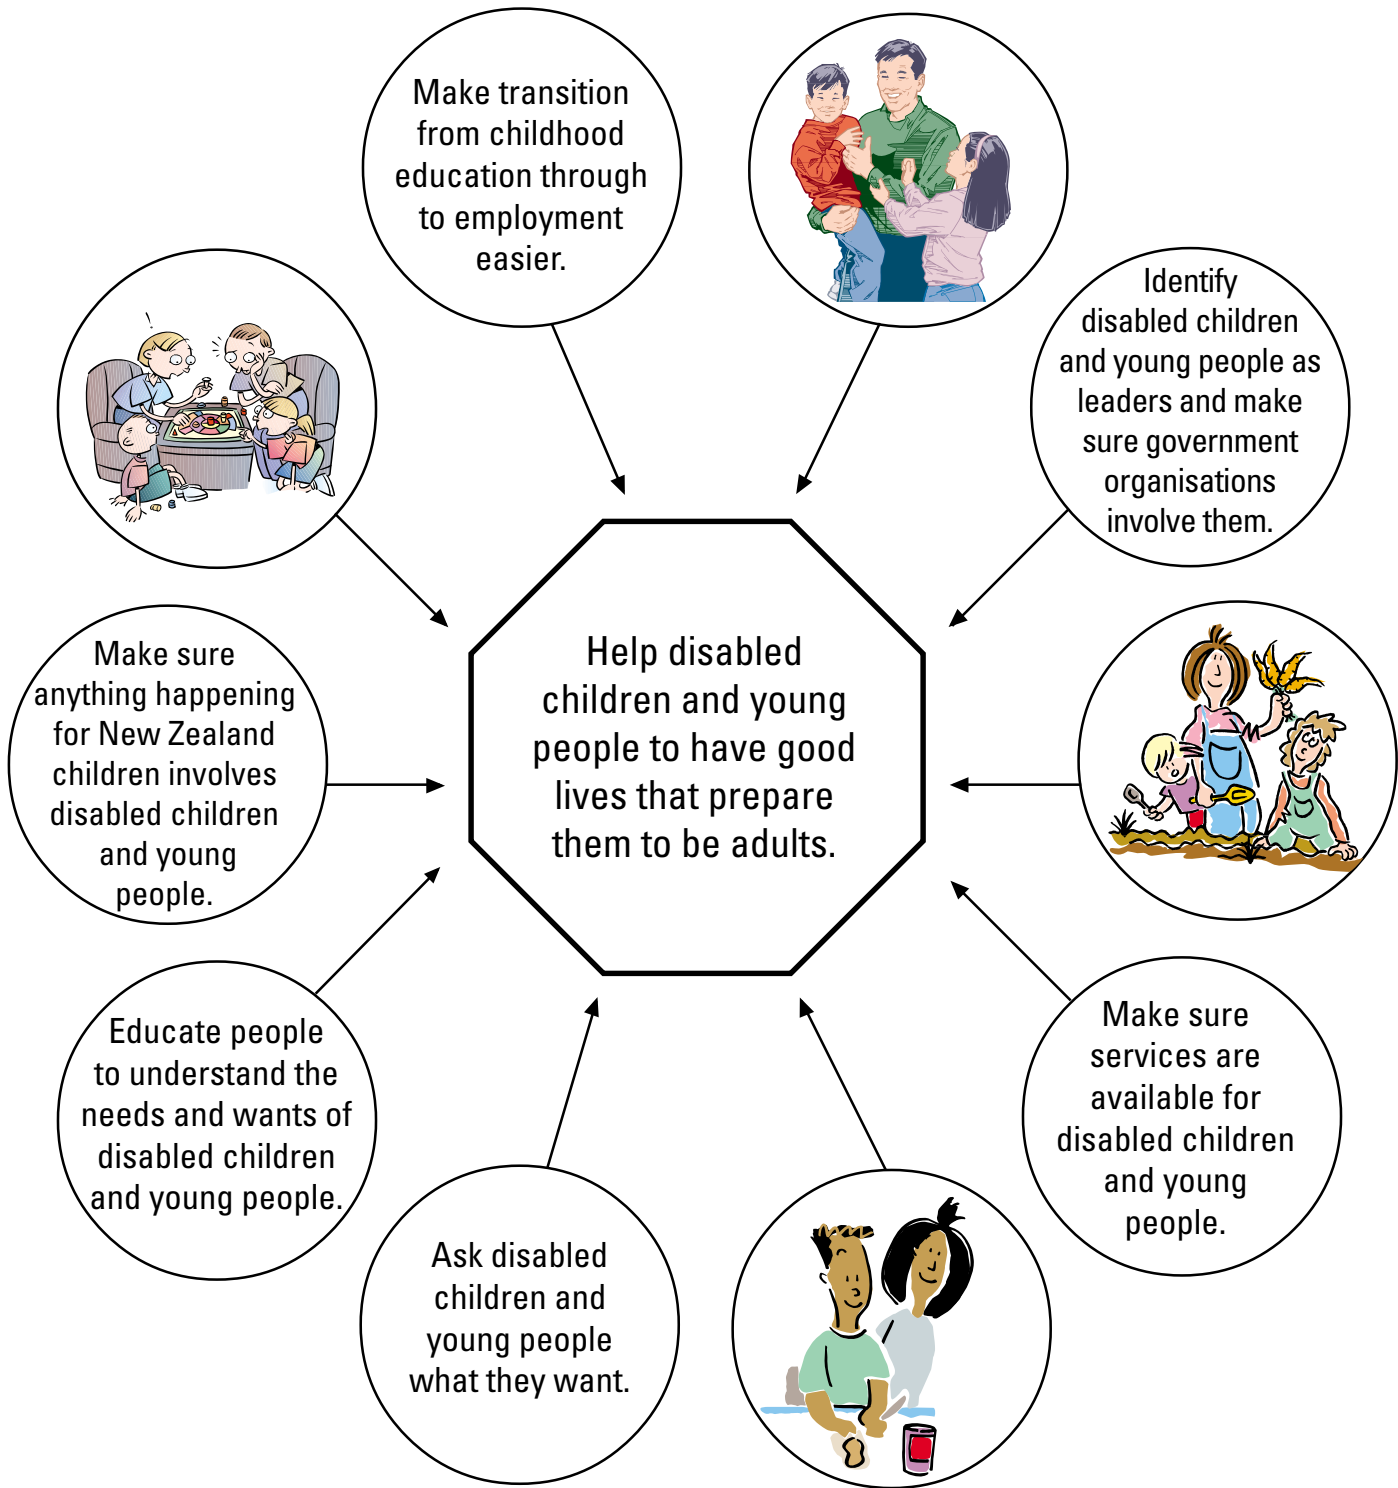 Make transition
from childhood
education through
to employment
easier.
Identify
disabled children
and young people as
leaders and make
sure government
organisations
involve them.
!
Make sure
anything happening
for New Zealand
children involves
disabled children
and young
people.
Help disabled
children and young
people to have good
lives that prepare
them to be adults.
Educate people
to understand the
needs and wants of
disabled children
and young people.
Make sure
services are
available for
disabled children
and young
people.
Ask disabled
children and
young people
what they want.